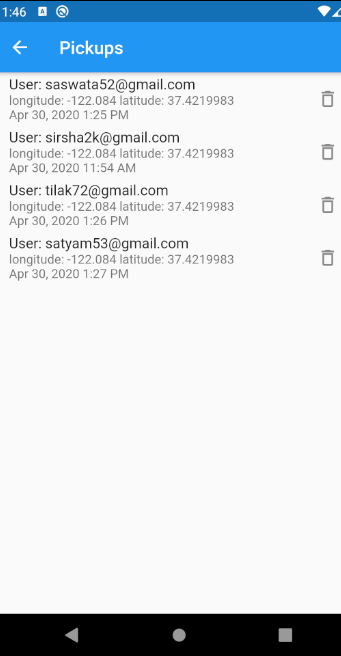 1:46 A
Pickups
User: saswata52@gmail.com
longitude: -122.084 latitude: 37.4219983
Apr 30, 2020 1:25 PM
User: sirsha2k@gmail.com
longitude: -122.084 latitude: 37.4219983
Apr 30, 2020 11:54 AM
User: tilak72@gmail.com
longitude: -122.084 latitude: 37.4219983
Apr 30, 2020 1:26 PM
User: satyam53@gmail.com
longitude: -122.084 latitude: 37.4219983
Apr 30, 2020 1:27 PM